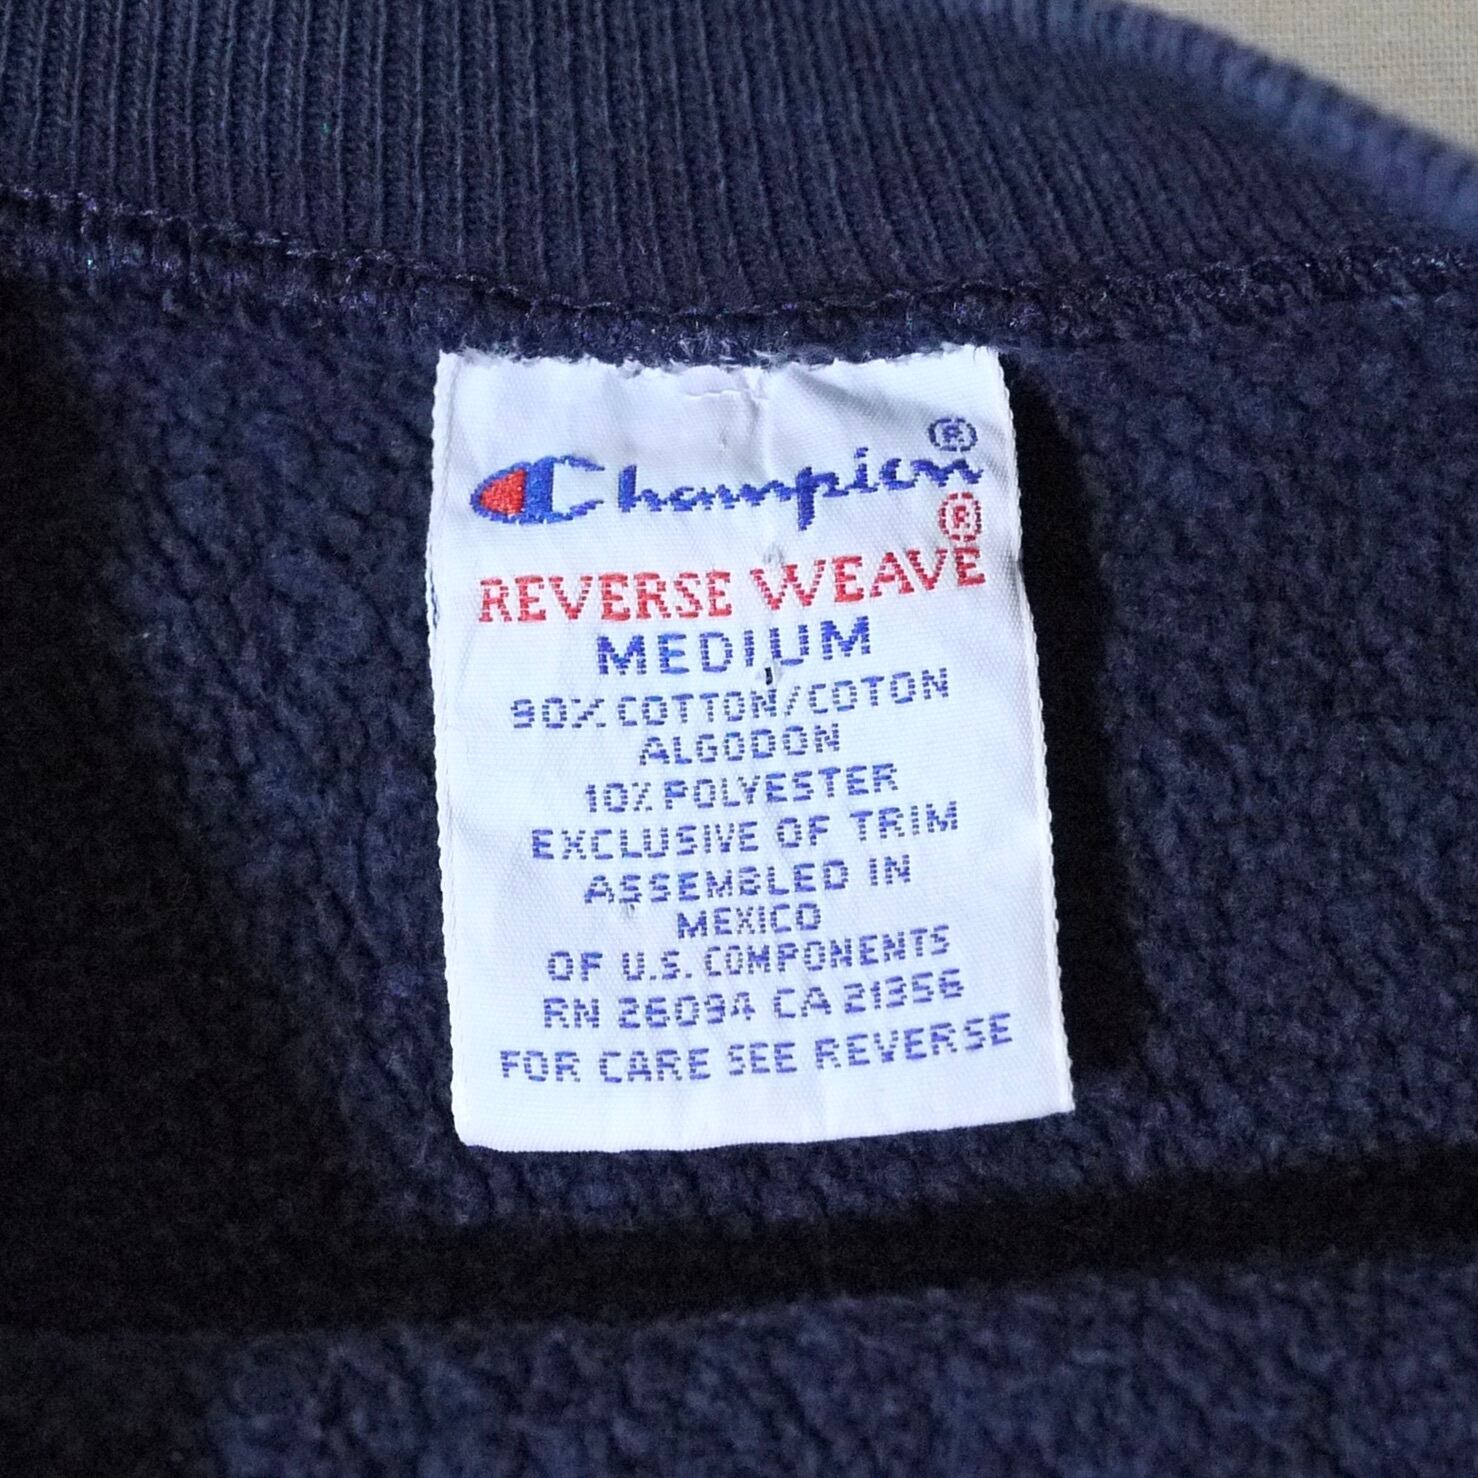 Champion®
REVERSE WEAVE®
MEDIUM
90% COTTON/COTON
ALGODON
10% POLYESTER
EXCLUSIVE OF TRIM
ASSEMBLED IN
MEXICO
OF U.S. COMPONENTS
RN 26094 CA 21356
FOR CARE SEE REVERSE